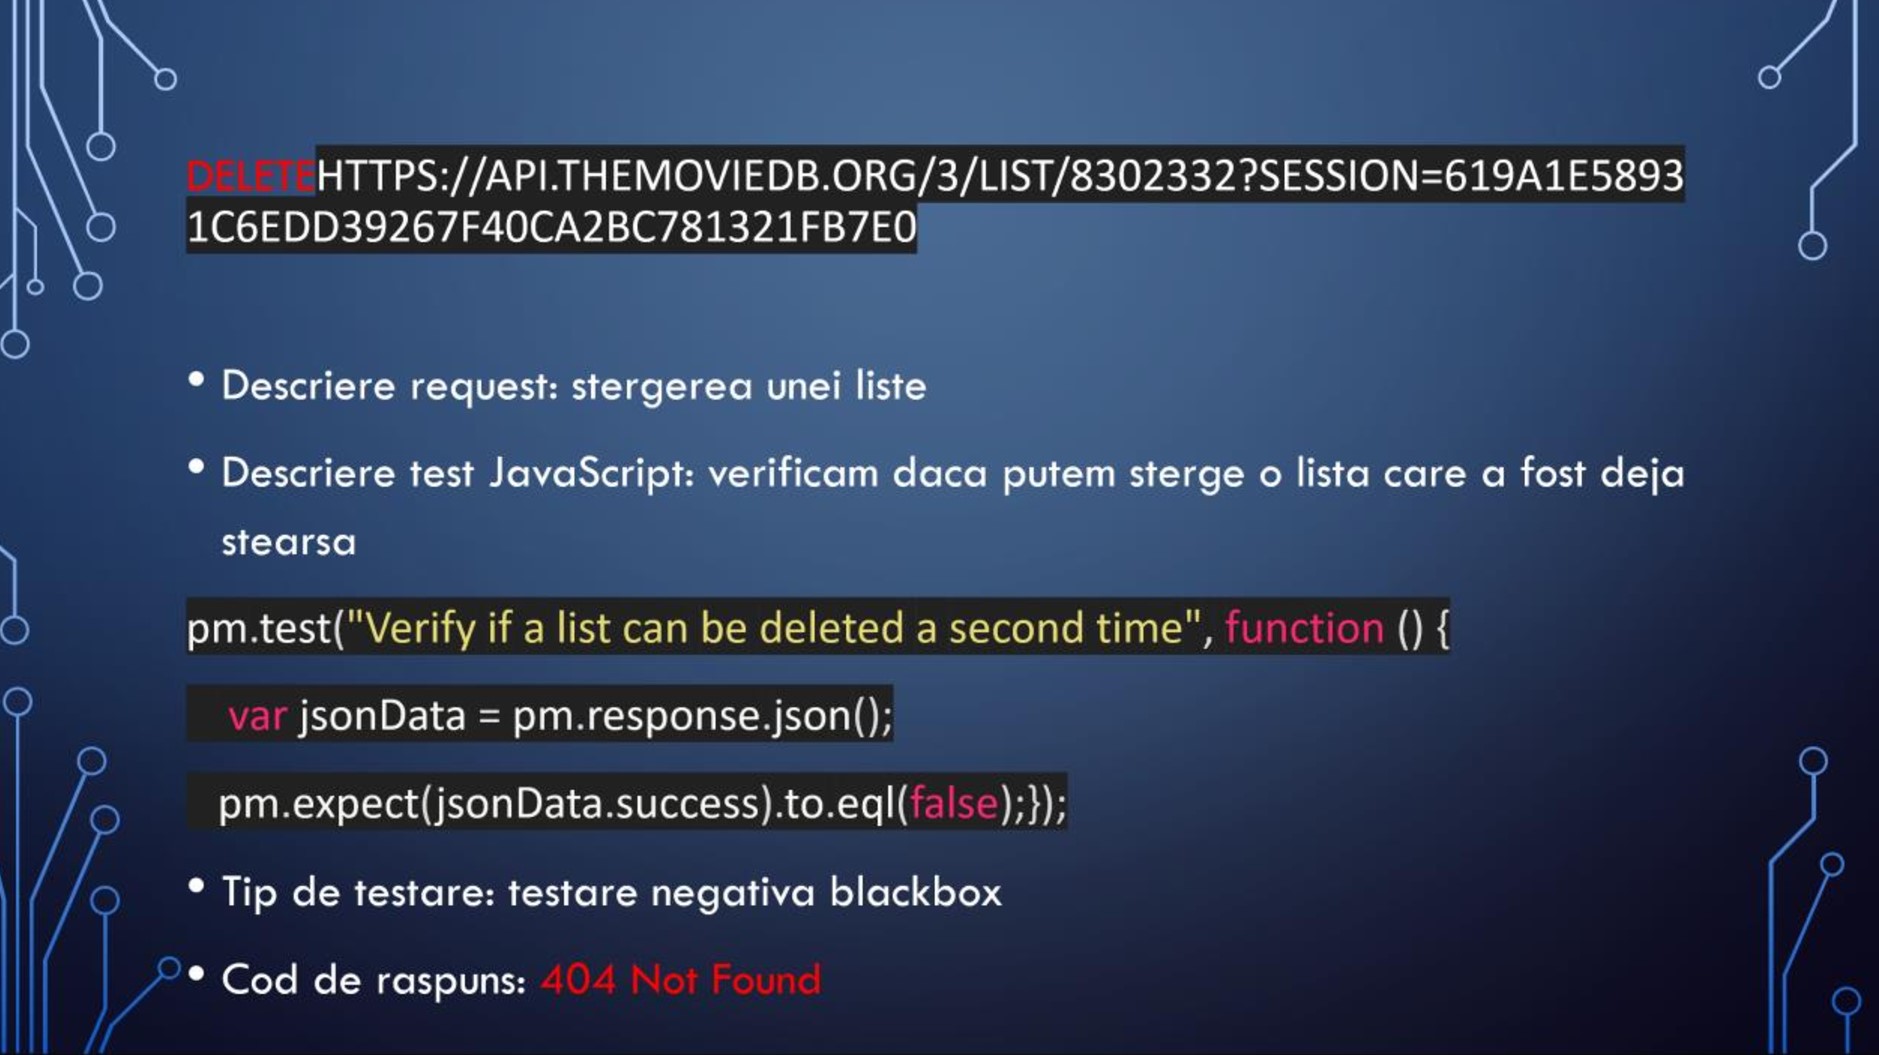 DELETEHTTPS://API.THEMOVIEDB.ORG/3/LIST/8302332?SESSION=619A1E5893
1C6EDD39267F40CA2BC781321FB7E0
• Descriere request: stergerea unei liste
• Descriere test JavaScript: verificam daca putem sterge o lista care a fost deja
stearsa
pm.test("Verify if a list can be deleted a second time", function () {
var jsonData = pm.response.json();
pm.expect(jsonData.success).to.eql(false);});
• Tip de testare: testare negativa blackbox
• Cod de raspuns: 404 Not Found